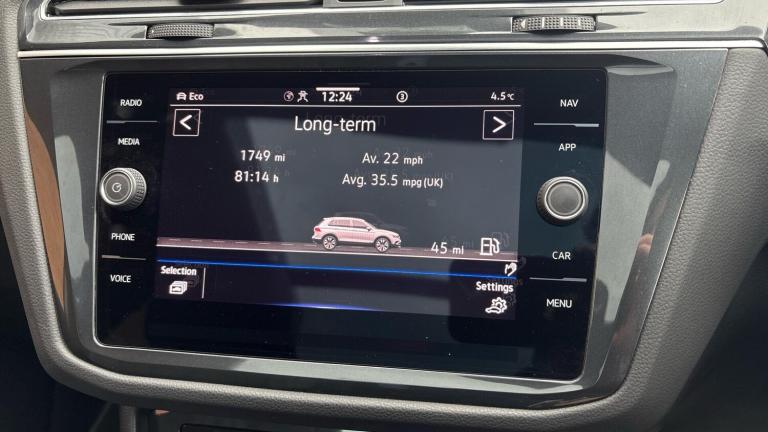 RADIO
MEDIA
PHONE
VOICE
Eco
12:24
3
4.5°C
<
Long-term
>
1749 mi
Av. 22 mph
81:14 h
Avg. 35.5 mpg (UK)
45 mi
Selection
Settings
NAV
APP
CAR
MENU